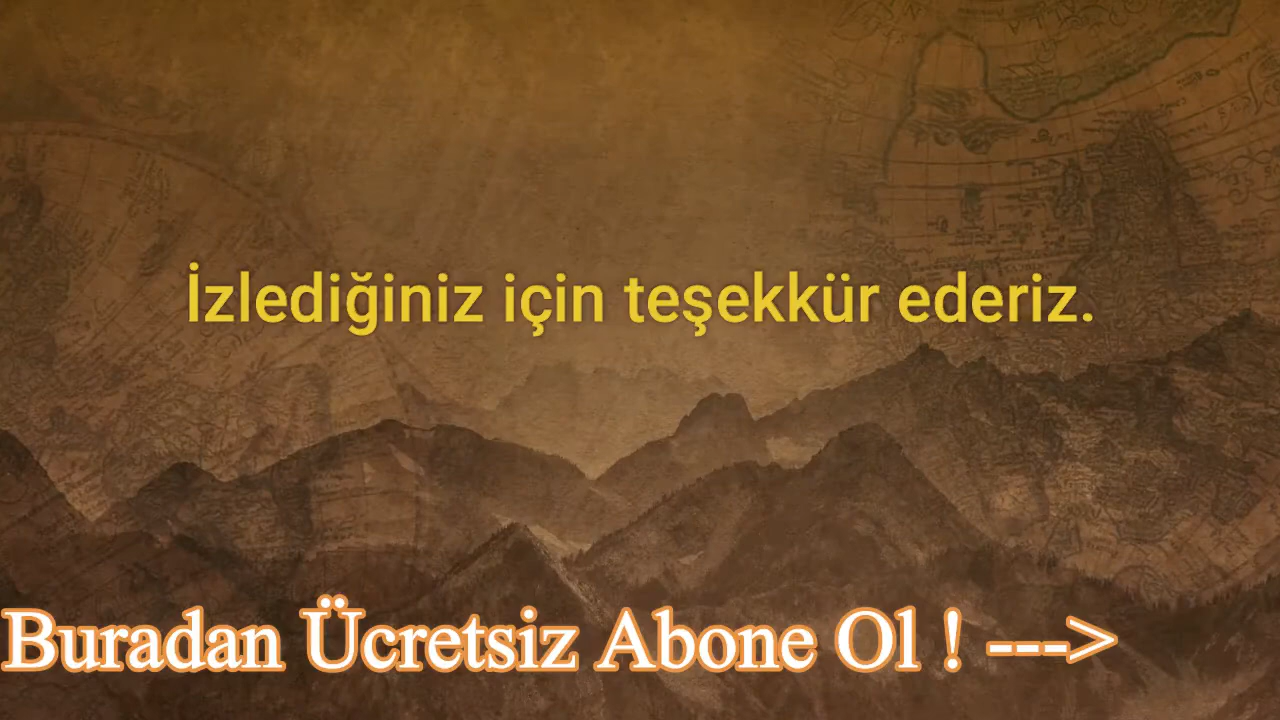 İzlediğiniz için teşekkür ederiz.
Buradan Ücretsiz Abone Ol ! --->